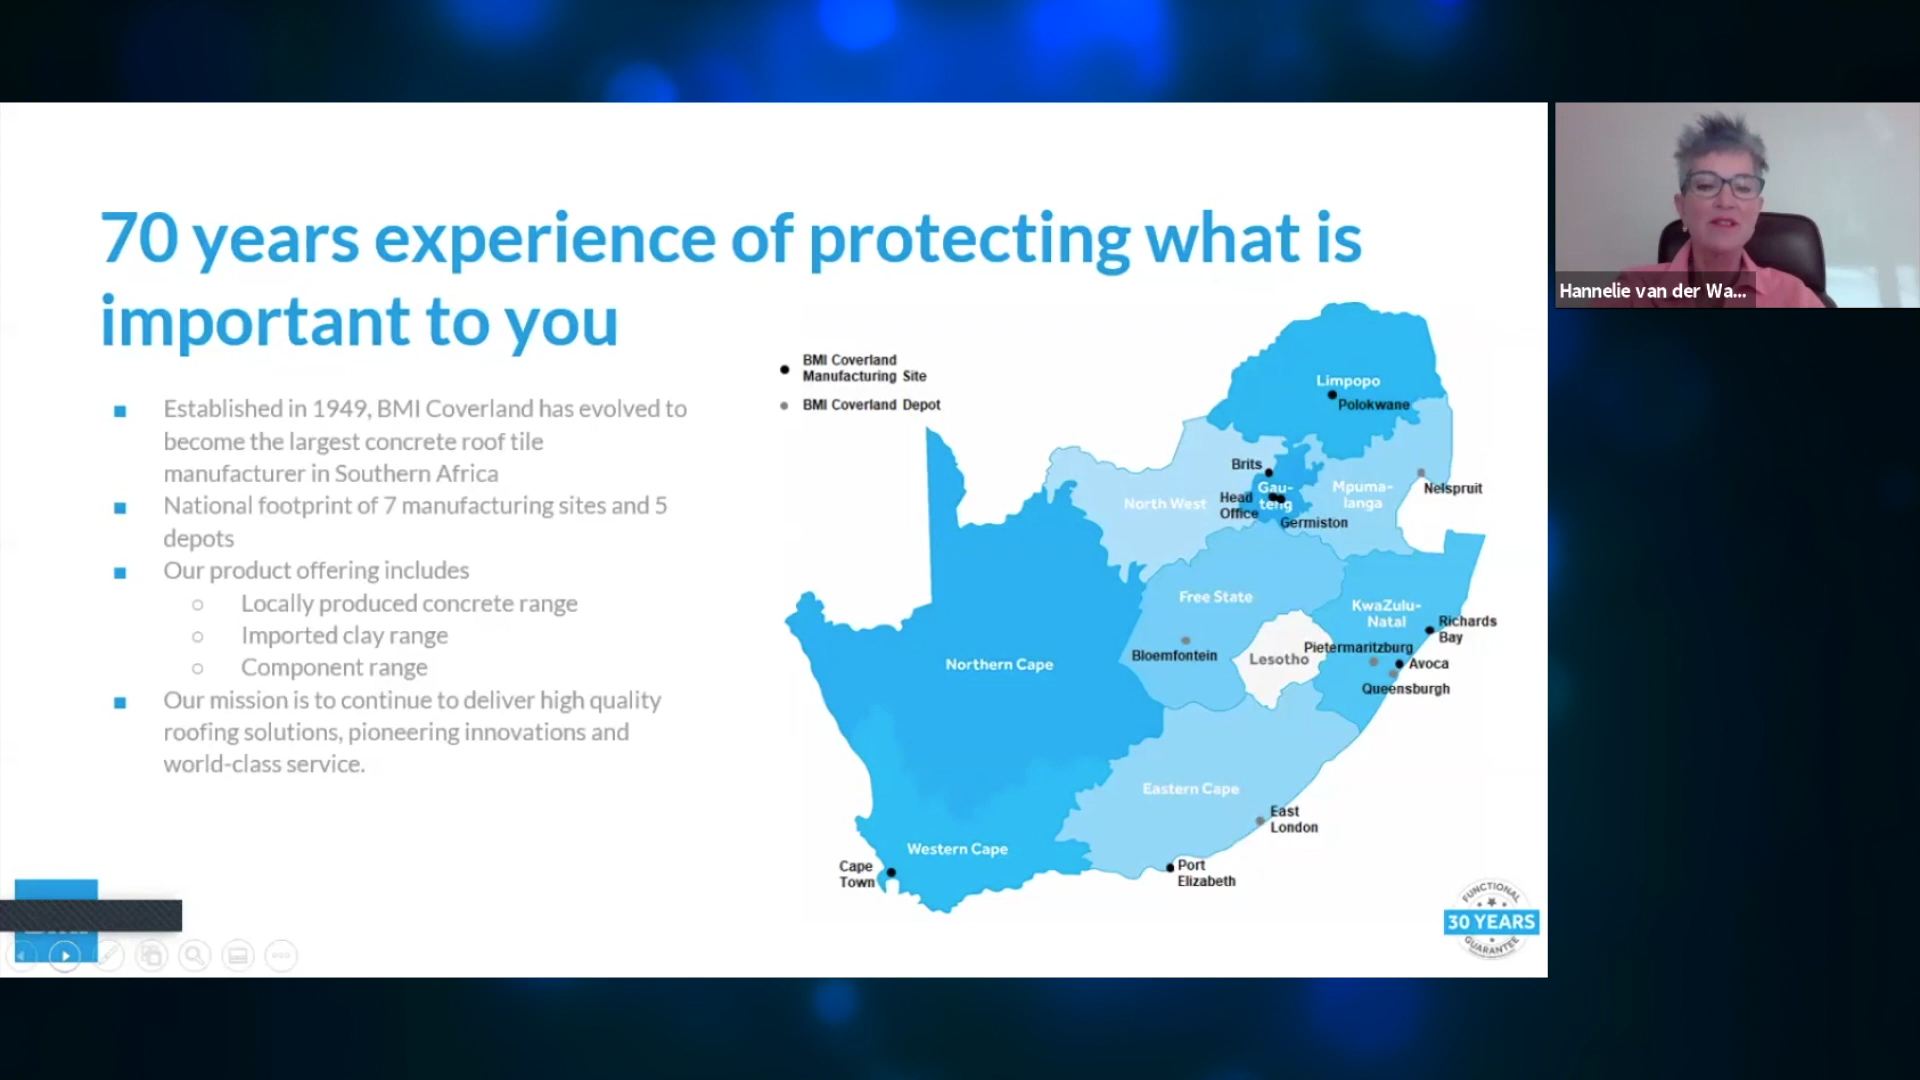 70 years experience of protecting what is
important to you
Established in 1949, BMI Coverland has evolved to
become the largest concrete roof tile
manufacturer in Southern Africa
National footprint of 7 manufacturing sites and 5
depots
Our product offering includes
Locally produced concrete range
Imported clay range
Component range
Our mission is to continue to deliver high quality
roofing solutions, pioneering innovations and
world-class service.
BMI Coverland
Manufacturing Site
BMI Coverland Depot
Limpopo
Polokwane
Brits
North West
Head
Office
Gau-
teng
Germiston
Mpuma-
langa
Nelspruit
Free State
Bloemfontein
Lesotho
KwaZulu-
Natal
Richards
Bay
Pietermaritzburg
Avoca
Queensburgh
Northern Cape
Eastern Cape
East
London
Western Cape
Cape
Town
Port
Elizabeth
FUNCTIONAL
30 YEARS
GUARANTEE
Hannelie van der Wa...